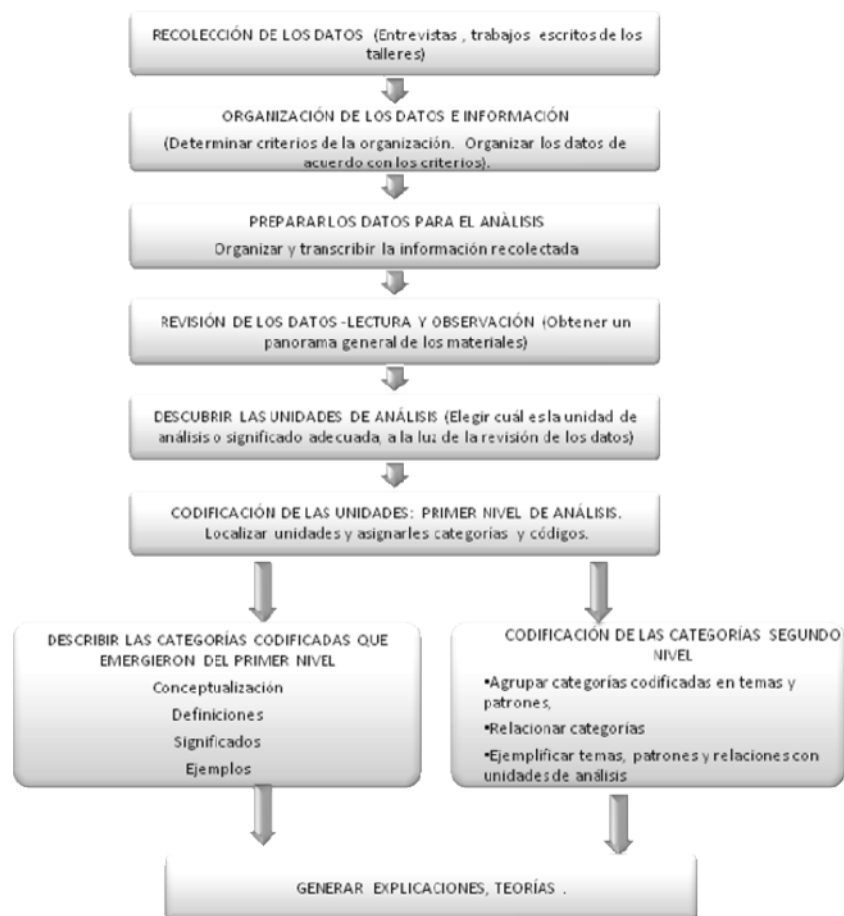 RECOLECCIÓN DE LOS DATOS (Entrevistas , trabajos escritos de los
talleres)
ORGANIZACIÓN DE LOS DATOS E INFORMACIÓN
(Determinar criterios de la organización. Organizar los datos de
acuerdo con los criterios).
PREPARAR LOS DATOS PARA EL ANÀLISIS
Organizar y transcribir la información recolectada
REVISIÓN DE LOS DATOS -LECTURA Y OBSERVACIÓN (Obtener un
panorama general de los materiales)
DESCUBRIR LAS UNIDADES DE ANÁLISIS (Elegir cuál es la unidad de
análisis o significado adecuada, a la luz de la revisión de los datos)
CODIFICACIÓN DE LAS UNIDADES: PRIMER NIVEL DE ANÁLISIS.
Localizar unidades y asignarles categorías y códigos.
DESCRIBIR LAS CATEGORÍAS CODIFICADAS QUE
EMERGIERON DEL PRIMER NIVEL
Conceptualización
Definiciones
Significados
Ejemplos
CODIFICACIÓN DE LAS CATEGORÍAS SEGUNDO
NIVEL
▪Agrupar categorías codificadas en temas y
patrones,
▪Relacionar categorías
▪Ejemplificar temas, patrones y relaciones con
unidades de análisis
GENERAR EXPLICACIONES, TEORÍAS .